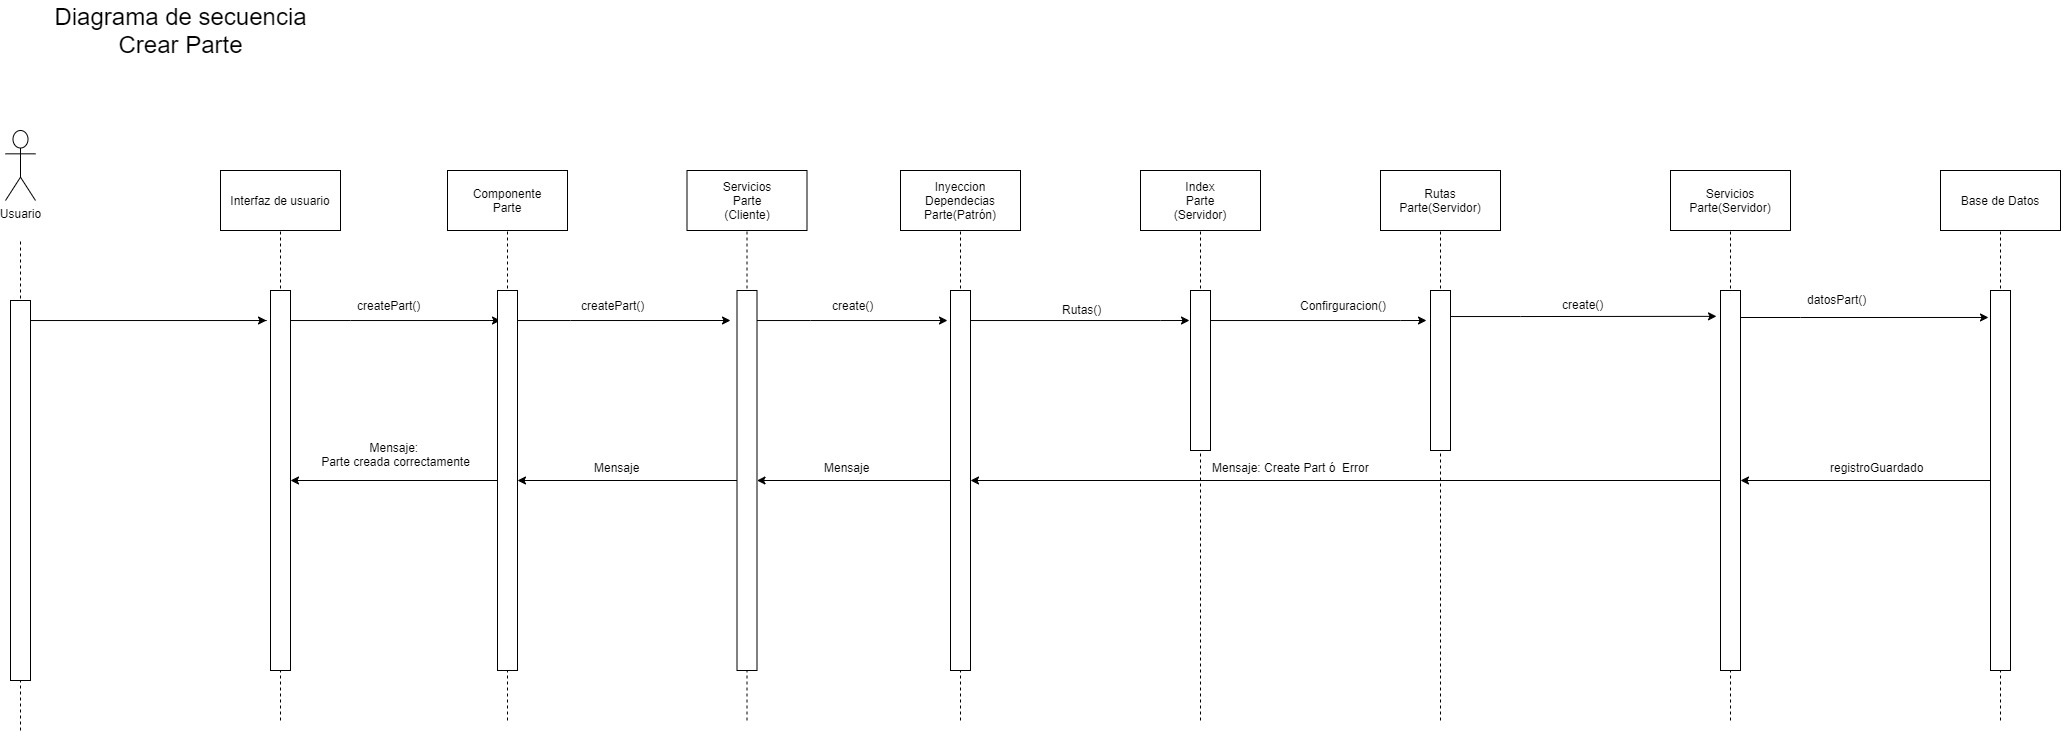 Diagrama de secuencia
Crear Parte
Usuario
Interfaz de usuario
Componente
Parte
Servicios
Parte
(Cliente)
Inyeccion
Dependecias
Parte(Patrón)
Index
Parte
(Servidor)
Rutas
Parte(Servidor)
Servicios
Parte(Servidor)
Base de Datos
createPart()
createPart()
create()
Rutas()
Confirguracion()
create()
datosPart()
Mensaje:
Parte creada correctamente
Mensaje
Mensaje
Mensaje: Create Part ó  Error
registroGuardado